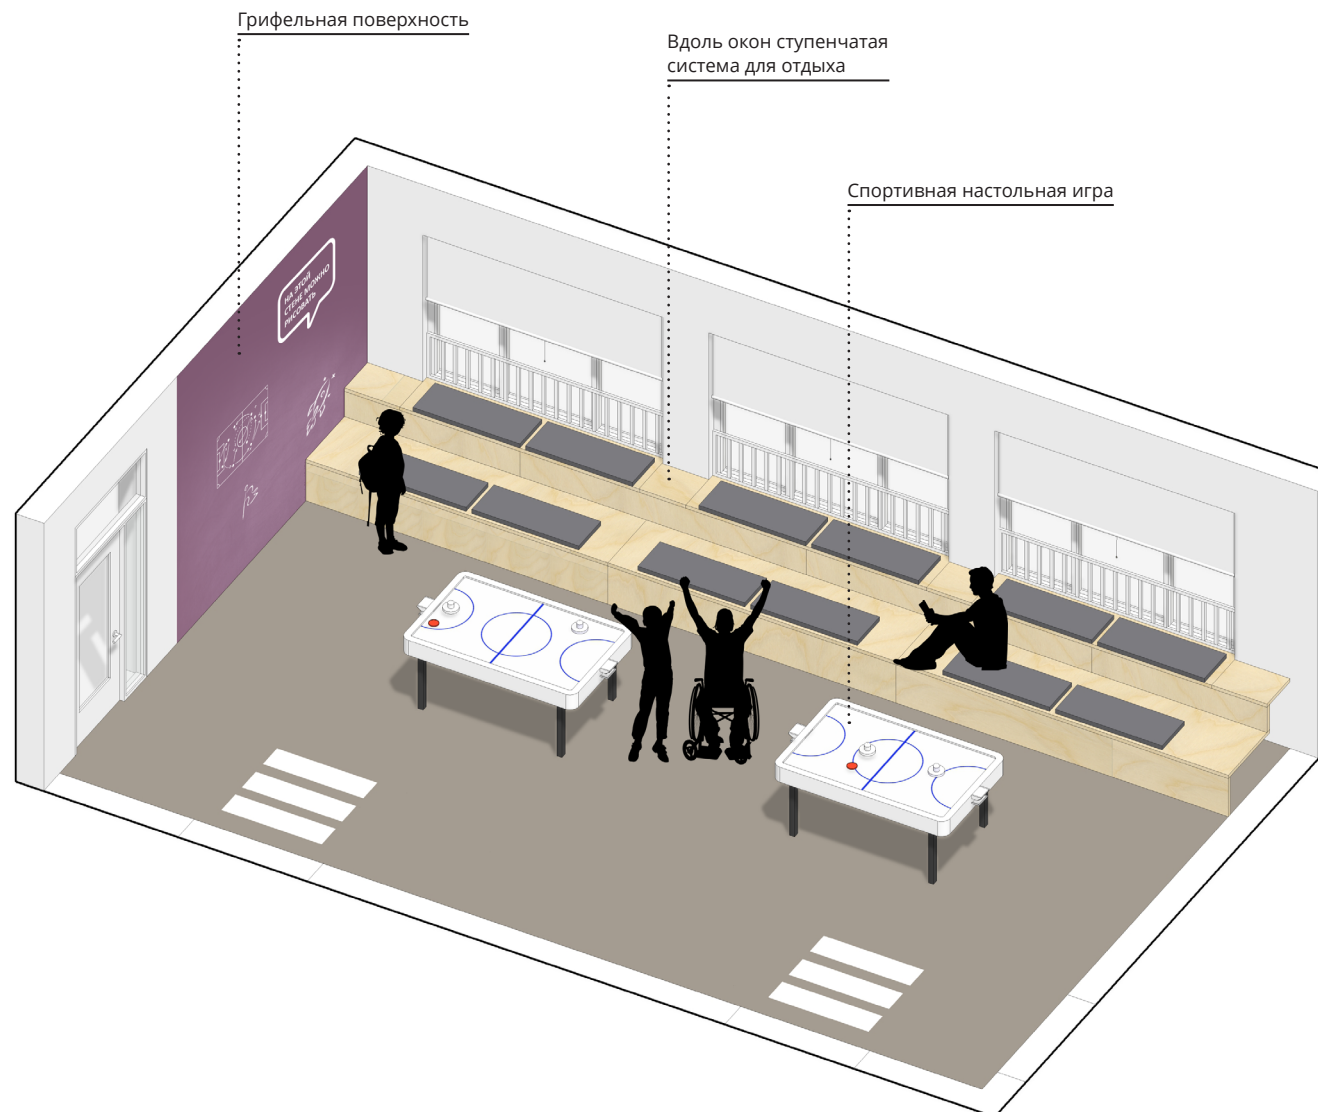 Грифельная поверхность
Вдоль окон ступенчатая
система для отдыха
Спортивная настольная игра
НА ЭТОЙ
СТЕНЕ МОЖНО
РИСОВАТЬ